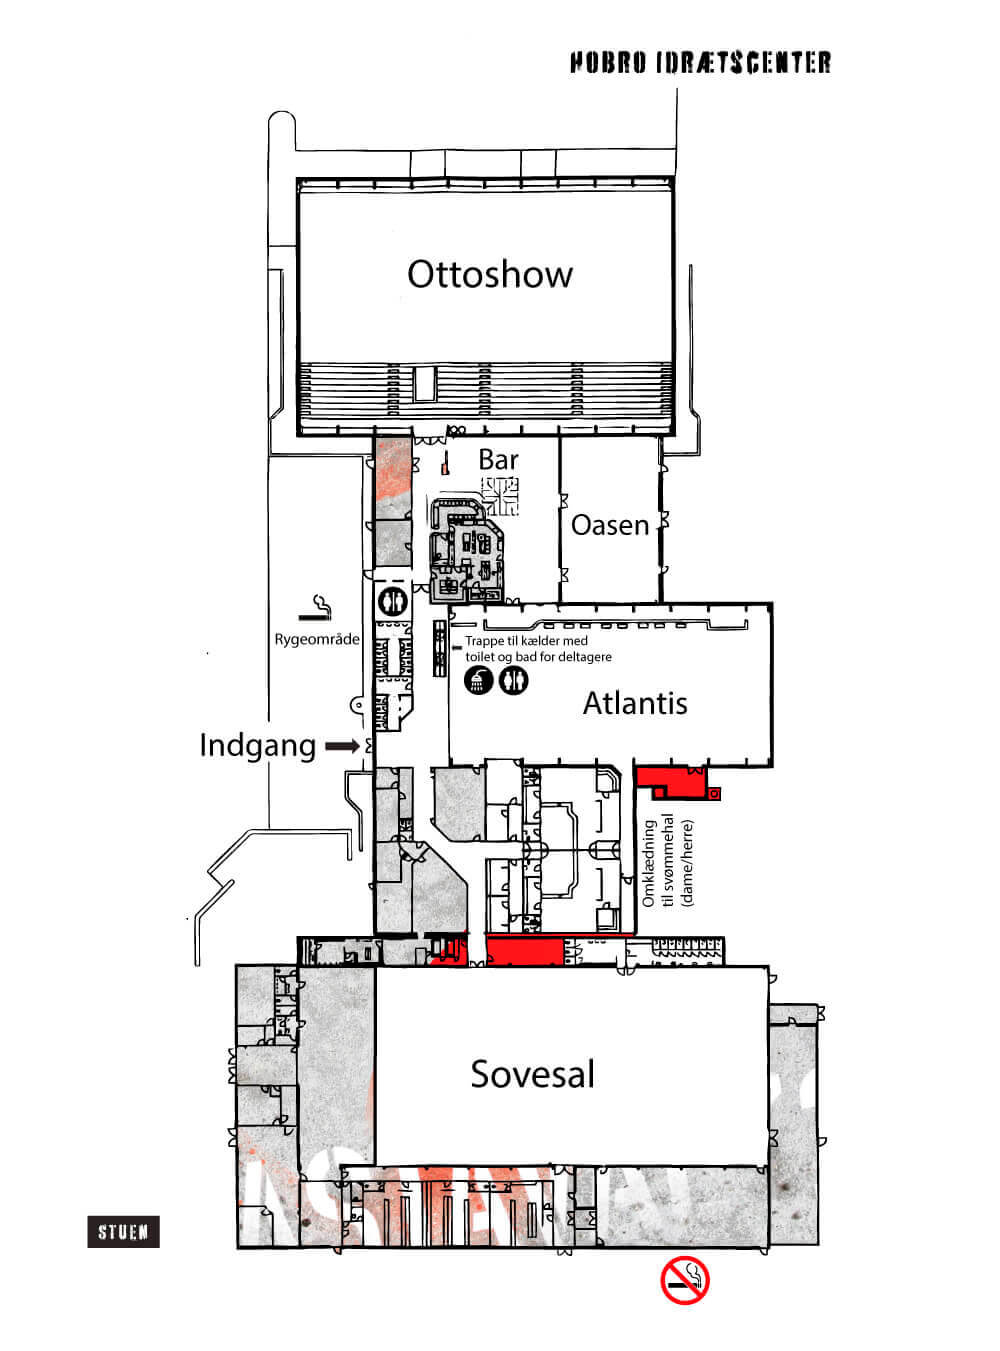 HOBRO IDRÆTSCENTER
Ottoshow
Bar
Oasen
Rygeområde
Trappe til kælder med
toilet og bad for deltagere
Atlantis
Indgang
Omklædning
til svømmehal
(dame/herre)
Sovesal
STUEN